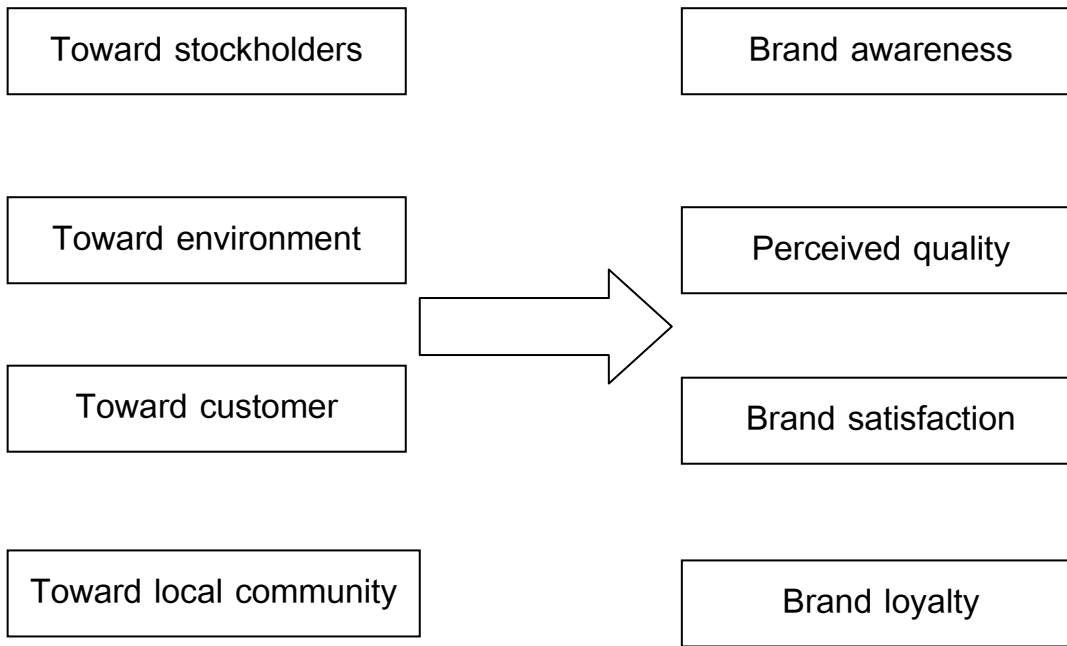 Toward stockholders
Brand awareness
Toward environment
Perceived quality
Toward customer
Brand satisfaction
Toward local community
Brand loyalty